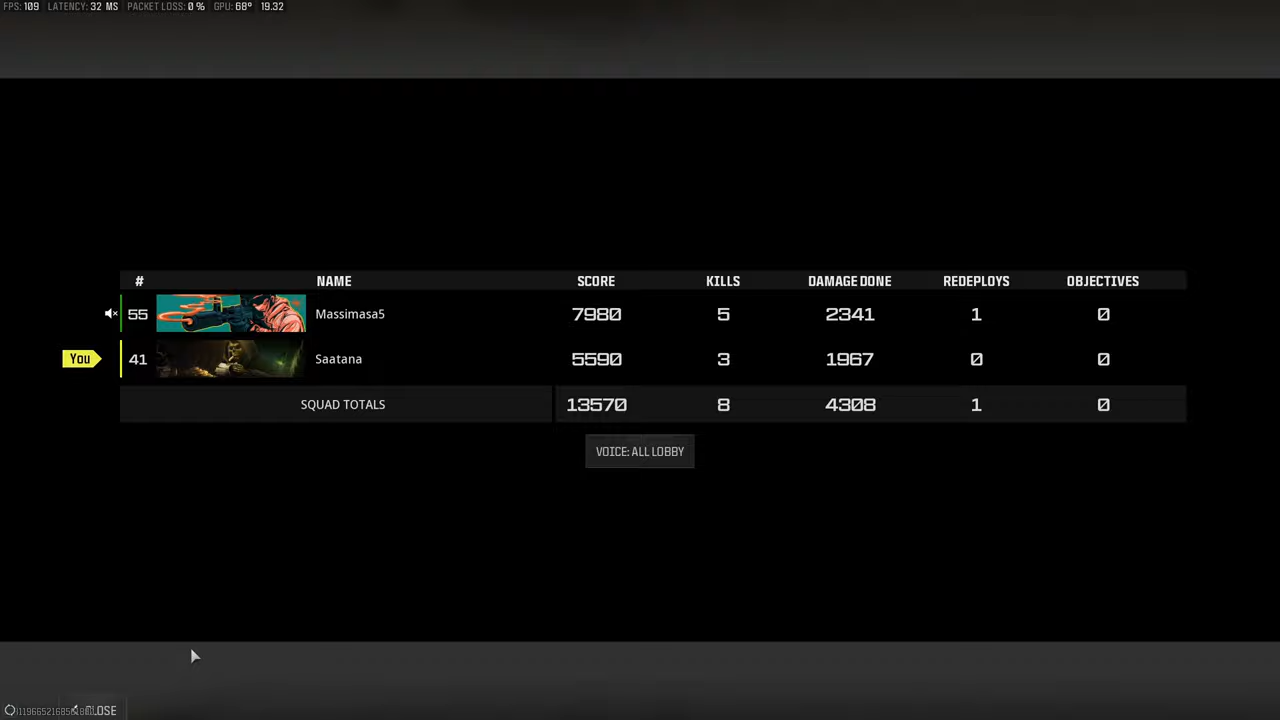 FPS: 109 LATENCY: 32 MS PACKET LOSS: 0 % GPU: 68° 19.32
# NAME SCORE KILLS DAMAGE DONE REDEPLOYS OBJECTIVES
55 Massimasa5 7980 5 2341 1 0
You 41 Saatana 5590 3 1967 0 0
SQUAD TOTALS 13570 8 4308 1 0
VOICE: ALL LOBBY
CLOSE